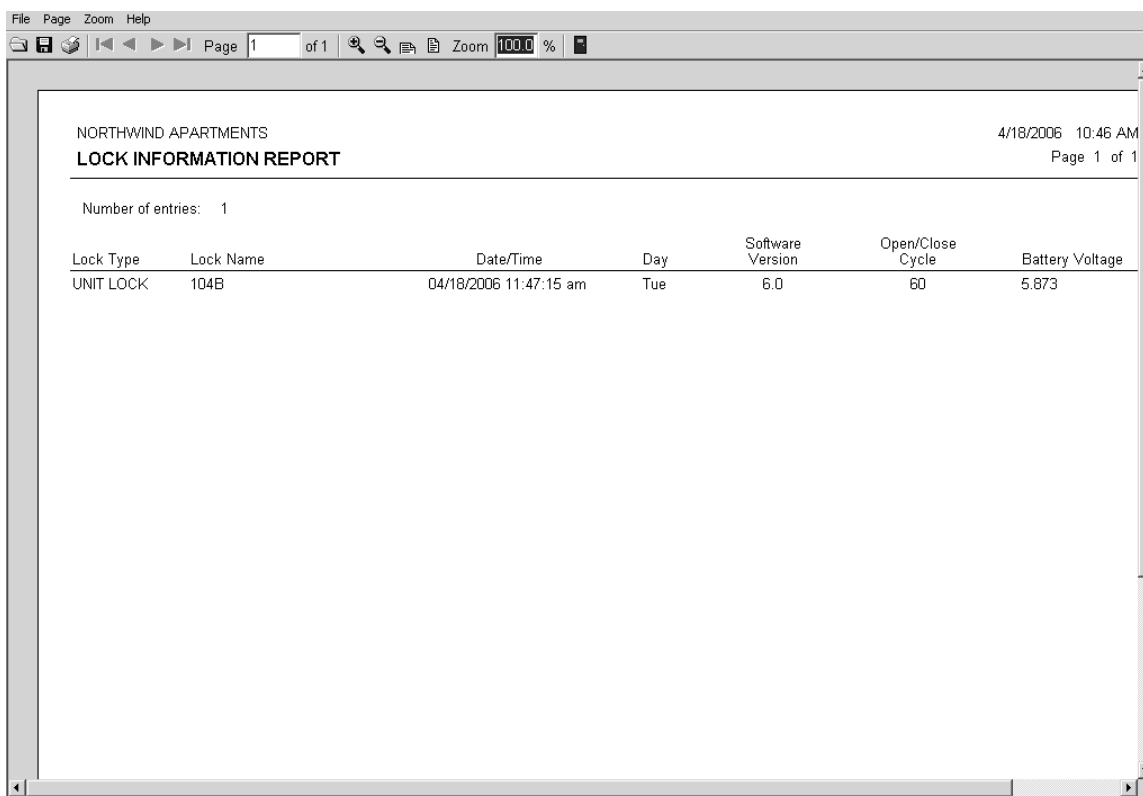 File Page Zoom Help
Page 1 of 1 Zoom 100.0 %
NORTHWIND APARTMENTS 4/18/2006 10:46 AM
LOCK INFORMATION REPORT Page 1 of 1
Number of entries: 1
Software Open/Close
Lock Type Lock Name Date/Time Day Version Cycle Battery Voltage
UNIT LOCK 104B 04/18/2006 11:47:15 am Tue 6.0 60 5.873